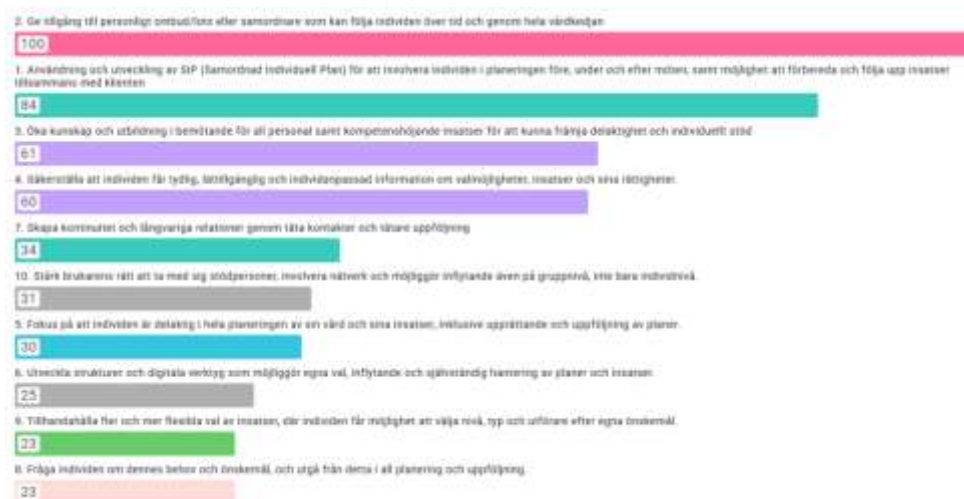 2. Ge tillgång till personligt ombud/lots eller samordnare som kan följa individen över tid och genom hela vårdkedjan
100
1. Användning och utveckling av SIP (Samordnad Individuell Plan) för att involvera individen i planeringen före, under och efter möten, samt möjlighet att förbereda och följa upp insatser
tillsammans med klienten
84
3. Öka kunskap och utbildning i bemötande för all personal samt kompetenshöjande insatser för att kunna främja delaktighet och individuellt stöd
61
4. Säkerställa att individen får tydlig, lättillgänglig och individanpassad information om valmöjligheter, insatser och sina rättigheter.
60
7. Skapa kontinuitet och långvariga relationer genom täta kontakter och tätare uppföljning
34
10. Stärk brukarens rätt att ta med sig stödpersoner, involvera nätverk och möjliggör inflytande även på gruppnivå, inte bara individnivå.
31
5. Fokus på att individen är delaktig i hela planeringen av sin vård och sina insatser, inklusive upprättande och uppföljning av planer.
30
6. Utveckla strukturer och digitala verktyg som möjliggör egna val, inflytande och självständig hantering av planer och insatser.
25
9. Tillhandahålla fler och mer flexibla val av insatser, där individen får möjlighet att välja nivå, typ och utförare efter egna önskemål.
23
8. Fråga individen om dennes behov och önskemål, och utgå från detta i all planering och uppföljning.
23